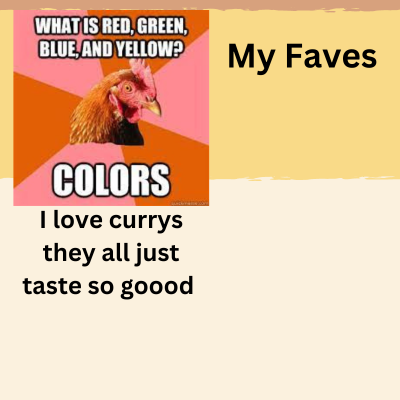 WHAT IS RED, GREEN,
BLUE, AND YELLOW?
My Faves
COLORS
I love currys
they all just
taste so goood